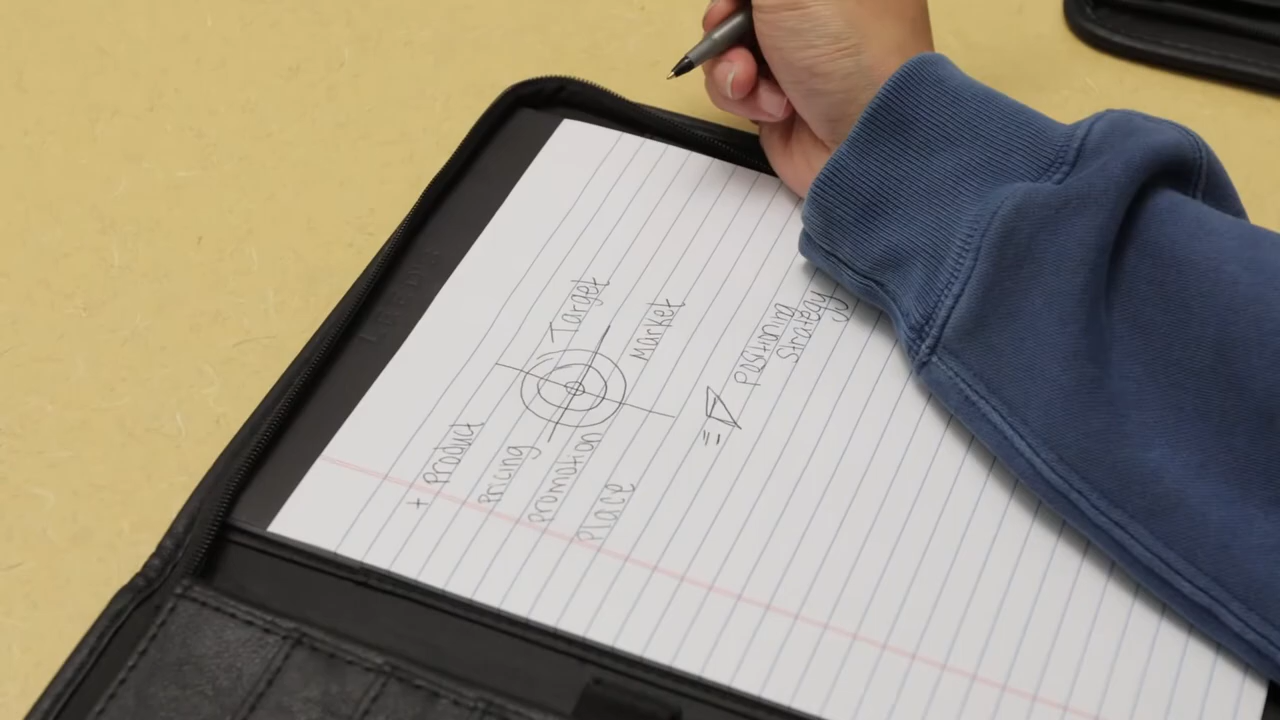 + Product
Pricing
promotion
place
Target
Market
= positioning
strategy